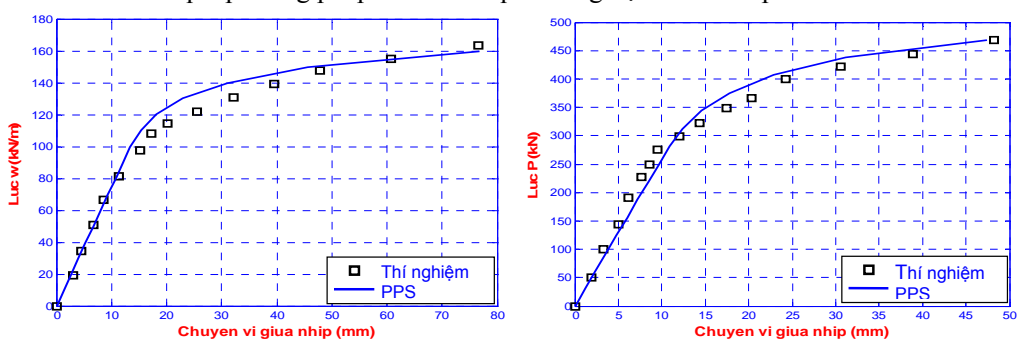 180
160
140
120
100
80
60
40
20
0
Luc w (kN/m)
0 10 20 30 40 50 60 70 80
Chuyen vi giua nhip (mm)
Thí nghiệm
PPS
500
450
400
350
300
250
200
150
100
50
0
Luc P (kN)
0 5 10 15 20 25 30 35 40 45 50
Chuyen vi giua nhip (mm)
Thí nghiệm
PPS